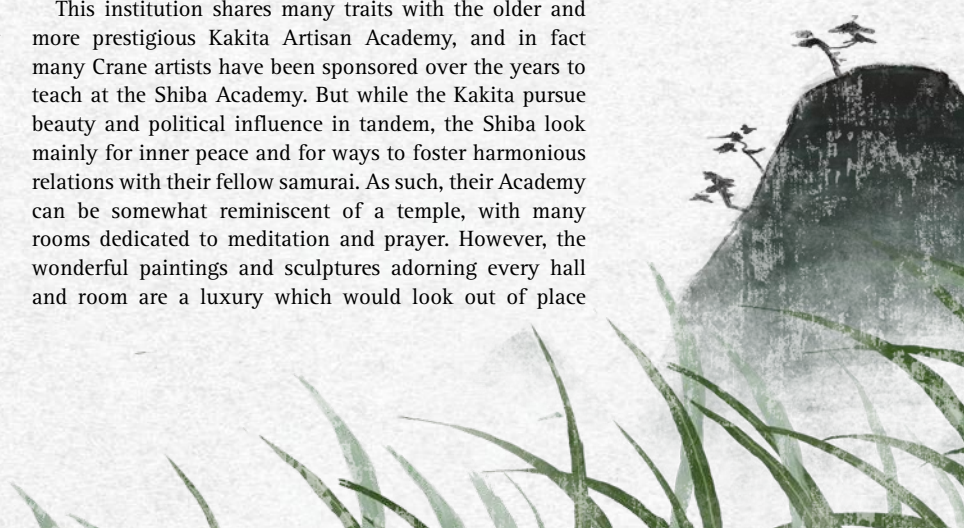 This institution shares many traits with the older and
more prestigious Kakita Artisan Academy, and in fact
many Crane artists have been sponsored over the years to
teach at the Shiba Academy. But while the Kakita pursue
beauty and political influence in tandem, the Shiba look
mainly for inner peace and for ways to foster harmonious
relations with their fellow samurai. As such, their Academy
can be somewhat reminiscent of a temple, with many
rooms dedicated to meditation and prayer. However, the
wonderful paintings and sculptures adorning every hall
and room are a luxury which would look out of place